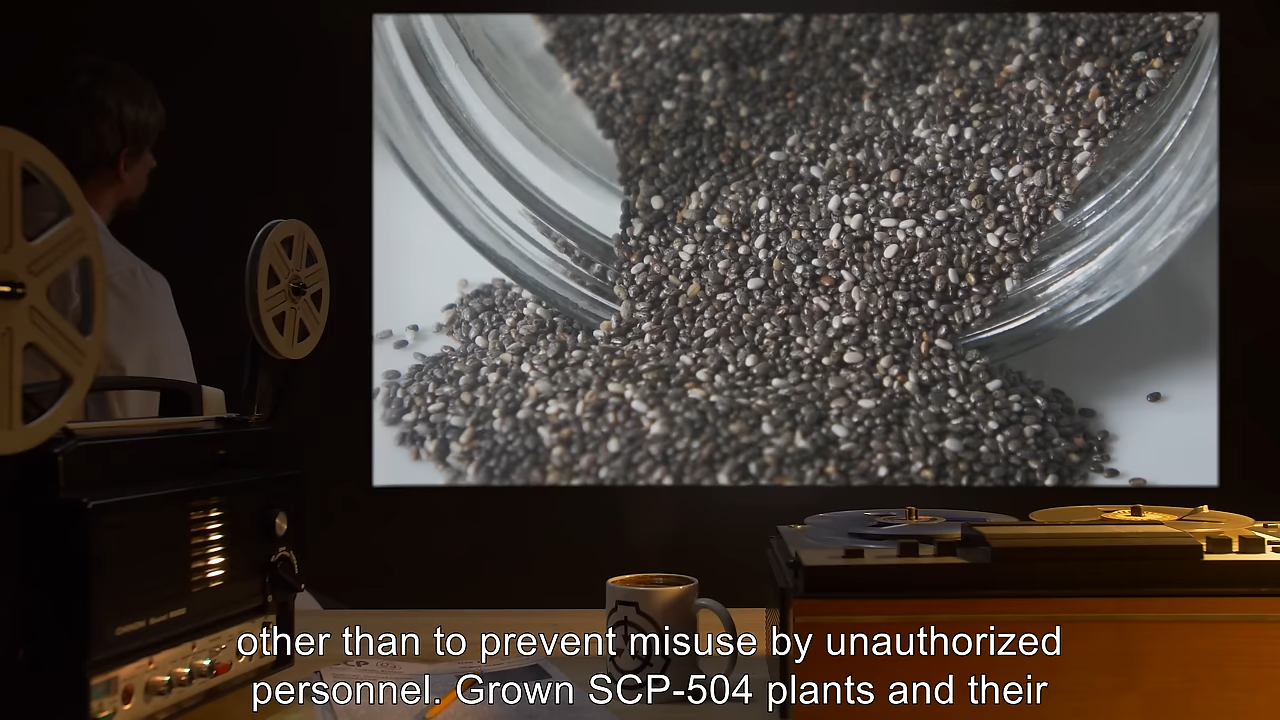 other than to prevent misuse by unauthorized
personnel. Grown SCP-504 plants and their